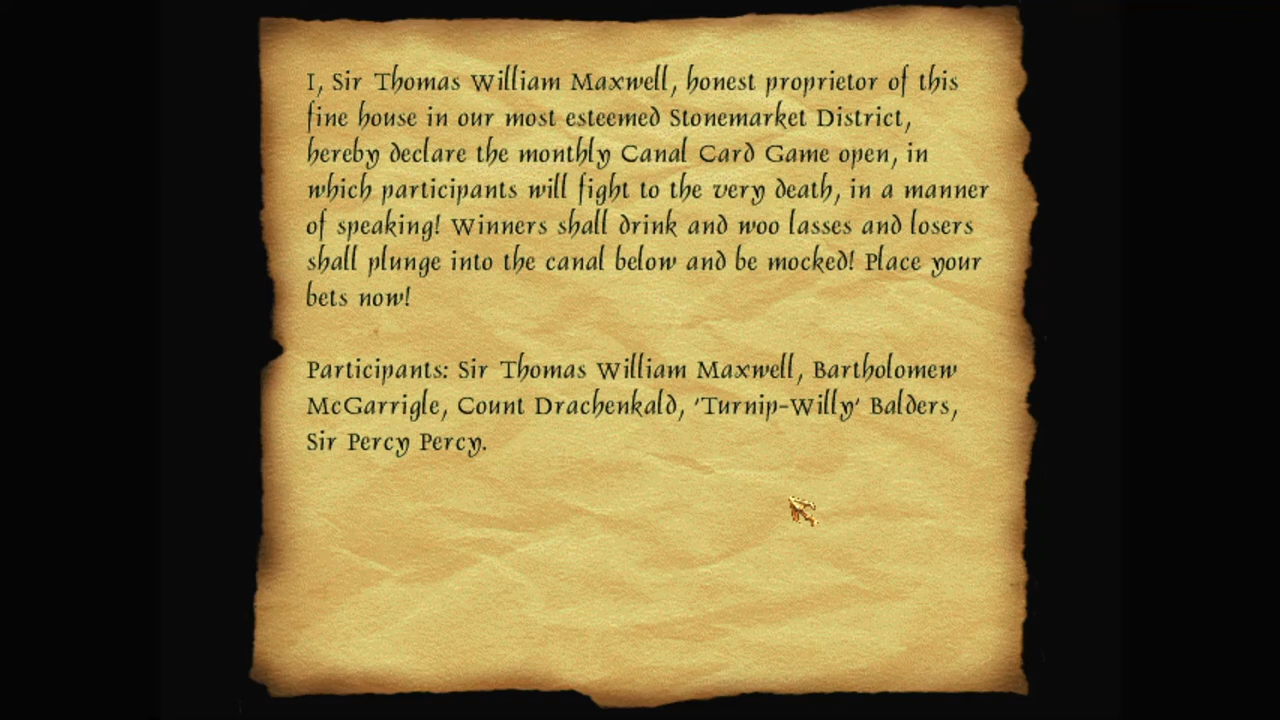 I, Sir Thomas William Maxwell, honest proprietor of this
fine house in our most esteemed Stonemarket District,
hereby declare the monthly Canal Card Game open, in
which participants will fight to the very death, in a manner
of speaking! Winners shall drink and woo lasses and losers
shall plunge into the canal below and be mocked! Place your
bets now!
Participants: Sir Thomas William Maxwell, Bartholomew
McGarrigle, Count Drachenkald, 'Turnip-Willy' Balders,
Sir Percy Percy.